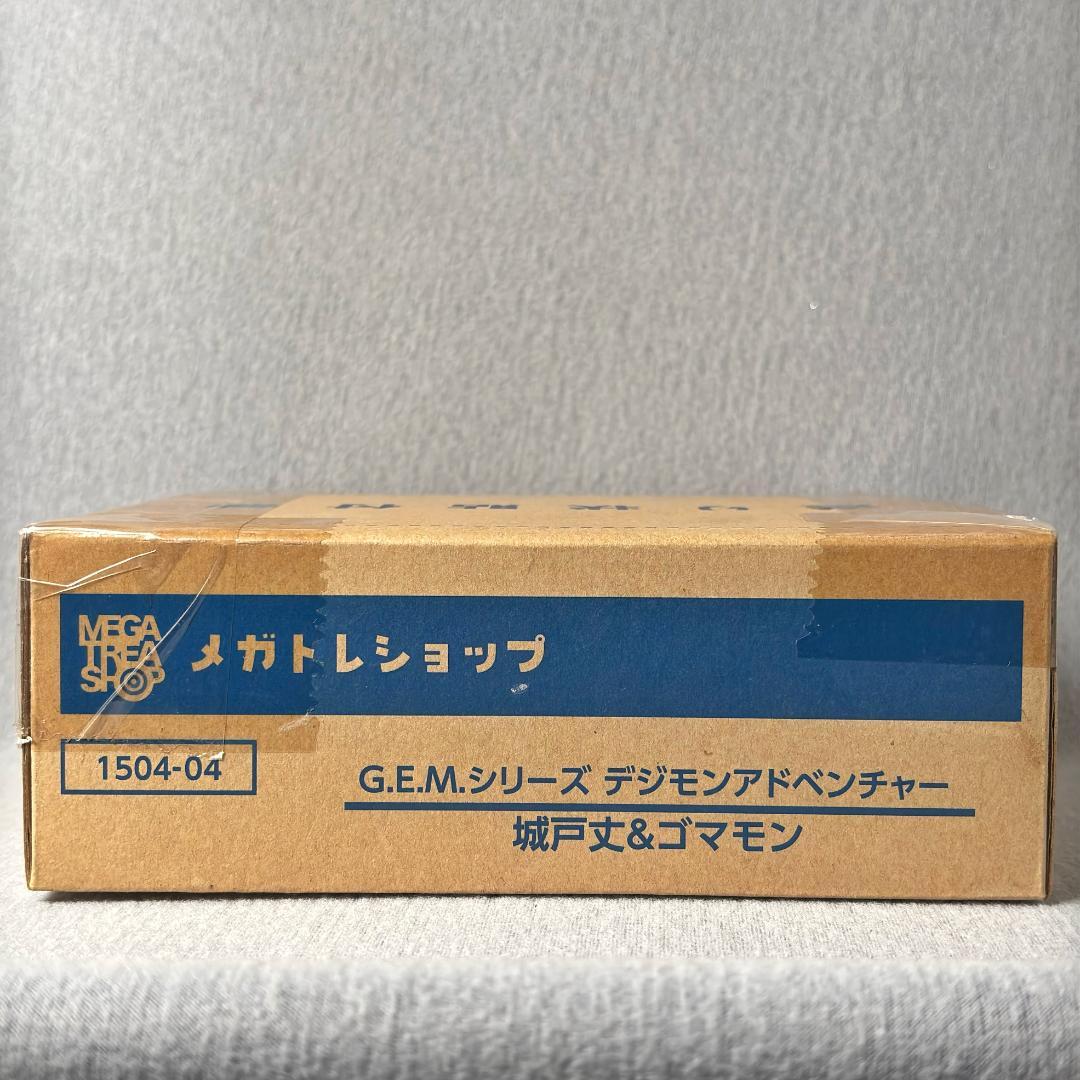 MEGA
TREA
SHOP
メガトレショップ
1504-04
G.E.M.シリーズ デジモンアドベンチャー
城戸丈&ゴマモン